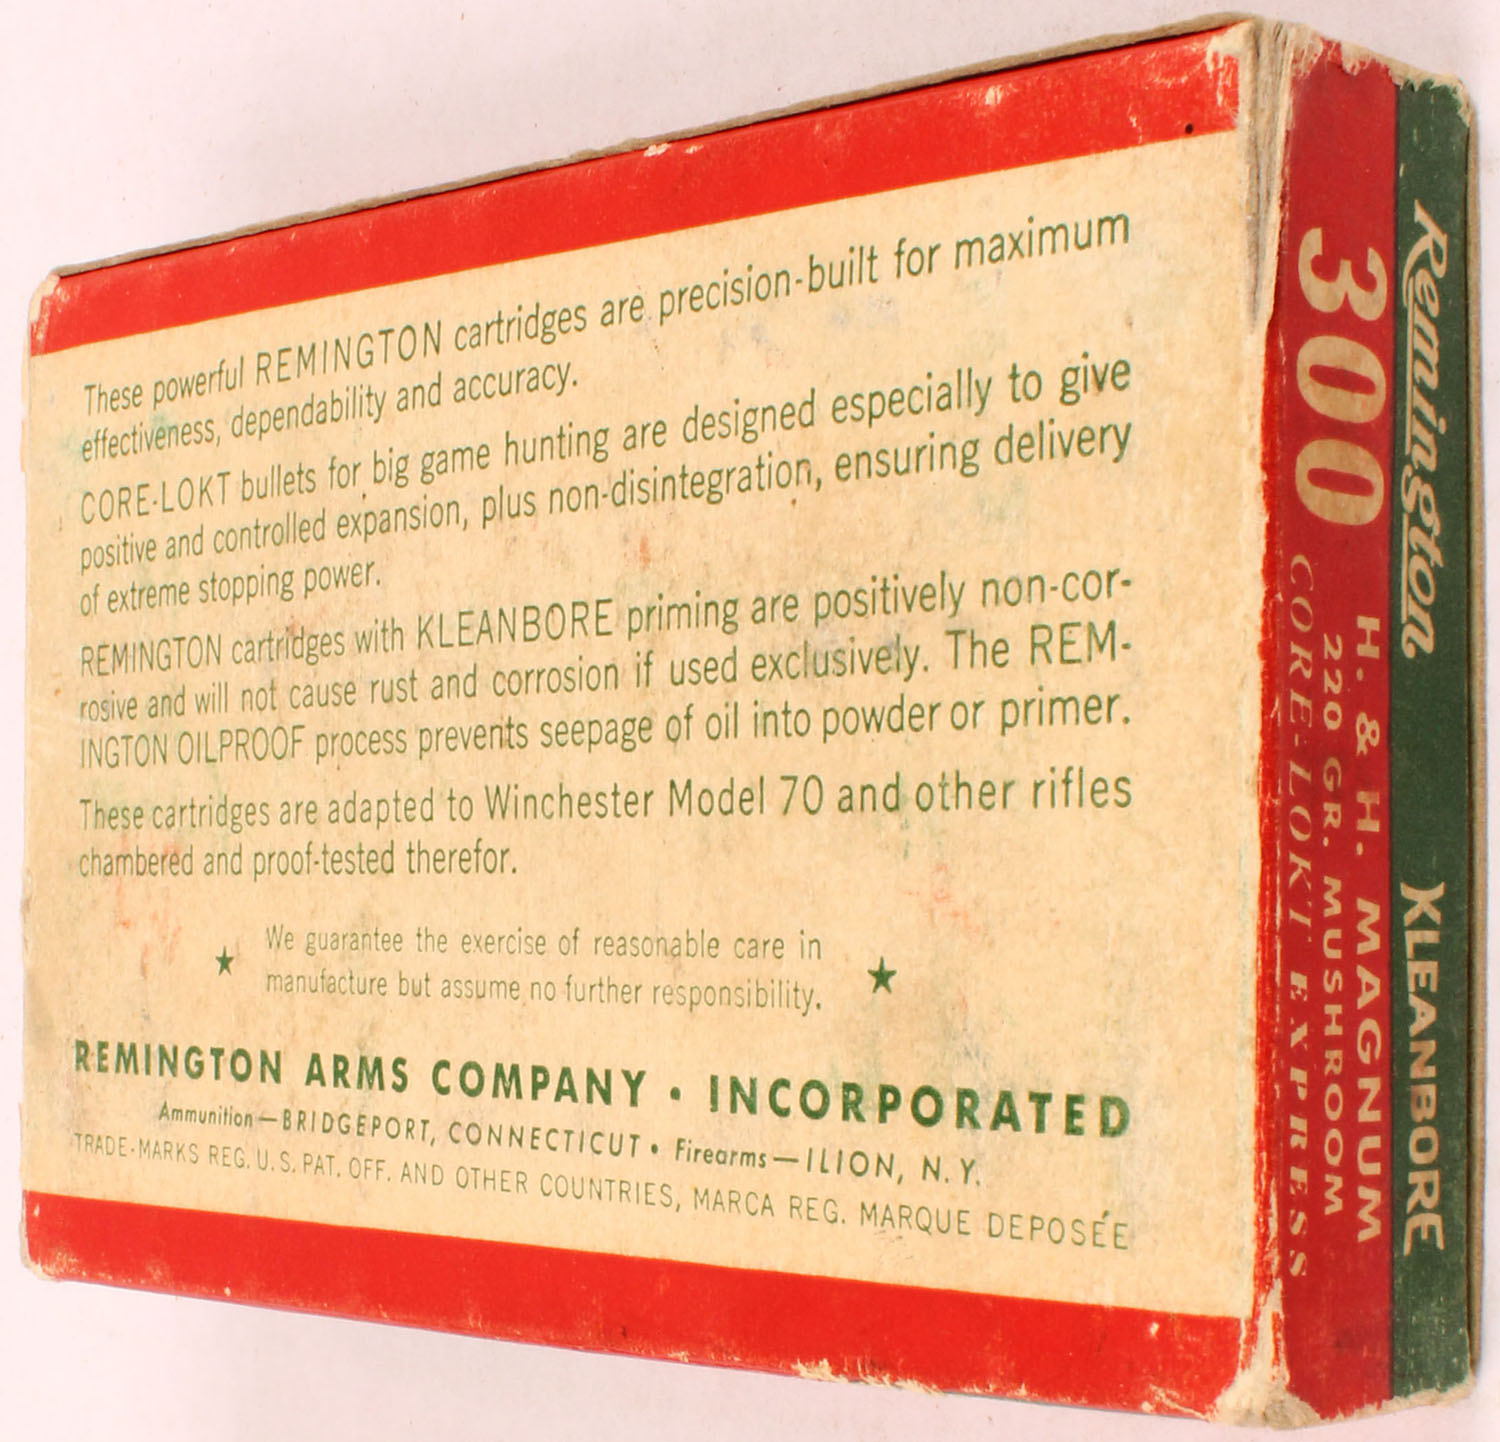 These powerful REMINGTON cartridges are precision-built for maximum
effectiveness, dependability and accuracy.
CORE-LOKT bullets for big game hunting are designed especially to give
positive and controlled expansion, plus non-disintegration, ensuring delivery
of extreme stopping power.
REMINGTON cartridges with KLEANBORE priming are positively non-cor-
rosive and will not cause rust and corrosion if used exclusively. The REM-
INGTON OILPROOF process prevents seepage of oil into powder or primer.
These cartridges are adapted to Winchester Model 70 and other rifles
chambered and proof-tested therefor.
We guarantee the exercise of reasonable care in
manufacture but assume no further responsibility.
REMINGTON ARMS COMPANY • INCORPORATED
Ammunition—BRIDGEPORT, CONNECTICUT • Firearms—ILION, N. Y.
TRADE-MARKS REG. U. S. PAT. OFF. AND OTHER COUNTRIES, MARCA REG. MARQUE DEPOSÉE
Remington KLEANBORE
300 H. & H. MAGNUM
220 GR. MUSHROOM
CORE-LOKT EXPRESS